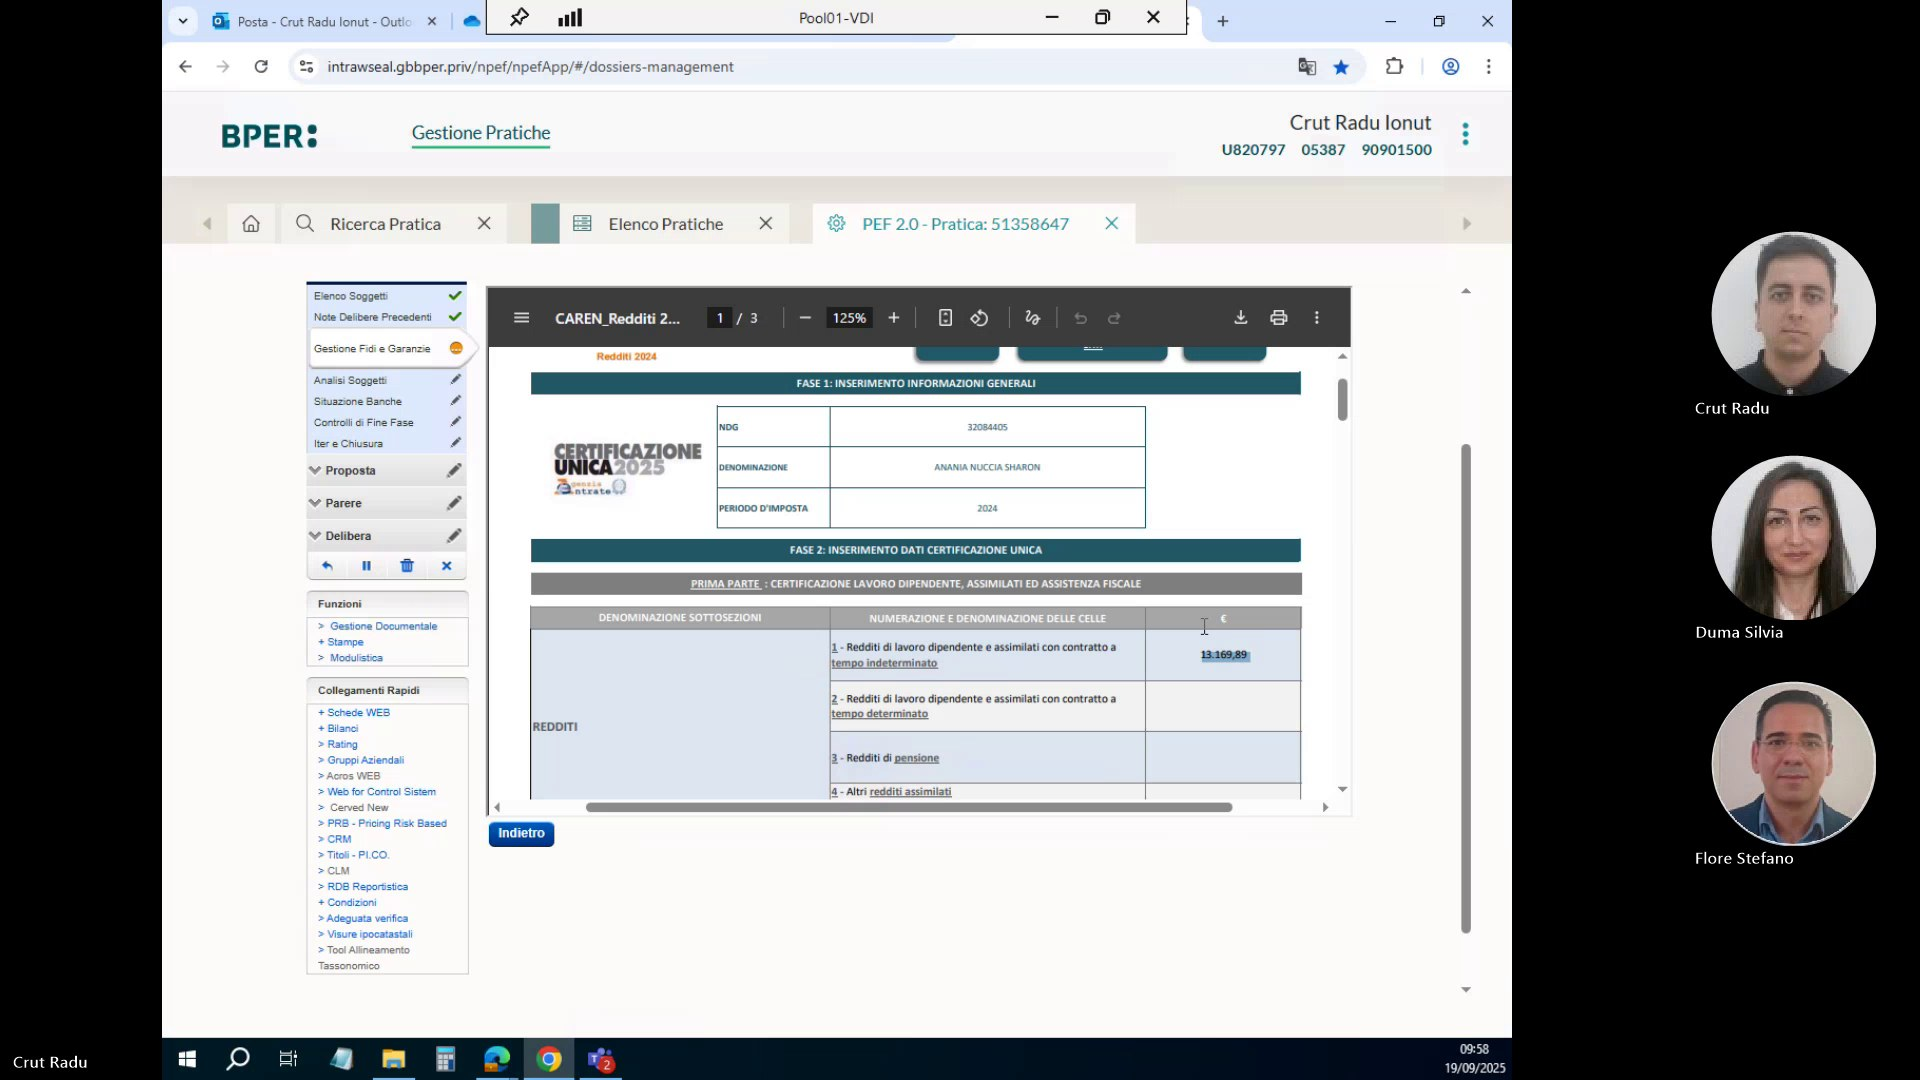 Posta - Crut Radu Ionut - Outlo
Pool01-VDI
intrawseal.gbbper.priv/npef/npefApp/#/dossiers-management
BPER:
Gestione Pratiche
Crut Radu Ionut
U820797 05387 90901500
Ricerca Pratica
Elenco Pratiche
PEF 2.0 - Pratica: 51358647
Elenco Soggetti
Note Delibere Precedenti
Gestione Fidi e Garanzie
Analisi Soggetti
Situazione Banche
Controlli di Fine Fase
Iter e Chiusura
Proposta
Parere
Delibera
Funzioni
> Gestione Documentale
+ Stampe
> Modulistica
Collegamenti Rapidi
+ Schede WEB
+ Bilanci
> Rating
> Gruppi Aziendali
> Acros WEB
> Web for Control Sistem
> Cerved New
> PRB - Pricing Risk Based
> CRM
> Titoli - PI.CO.
> CLM
> RDB Reportistica
+ Condizioni
> Adeguata verifica
> Visure ipocatastali
> Tool Allineamento
Tassonomico
CAREN_Redditi 2...
1 / 3
125%
Redditi 2024
FASE 1: INSERIMENTO INFORMAZIONI GENERALI
CERTIFICAZIONE
UNICA2025
genzia
ntrate
NDG 32084405
DENOMINAZIONE ANANIA NUCCIA SHARON
PERIODO D'IMPOSTA 2024
FASE 2: INSERIMENTO DATI CERTIFICAZIONE UNICA
PRIMA PARTE : CERTIFICAZIONE LAVORO DIPENDENTE, ASSIMILATI ED ASSISTENZA FISCALE
DENOMINAZIONE SOTTOSEZIONI NUMERAZIONE E DENOMINAZIONE DELLE CELLE €
REDDITI
1 - Redditi di lavoro dipendente e assimilati con contratto a
tempo indeterminato
13.169,89
2 - Redditi di lavoro dipendente e assimilati con contratto a
tempo determinato
3 - Redditi di pensione
4 - Altri redditi assimilati
Indietro
Crut Radu
Duma Silvia
Flore Stefano
Crut Radu
2
09:58
19/09/2025